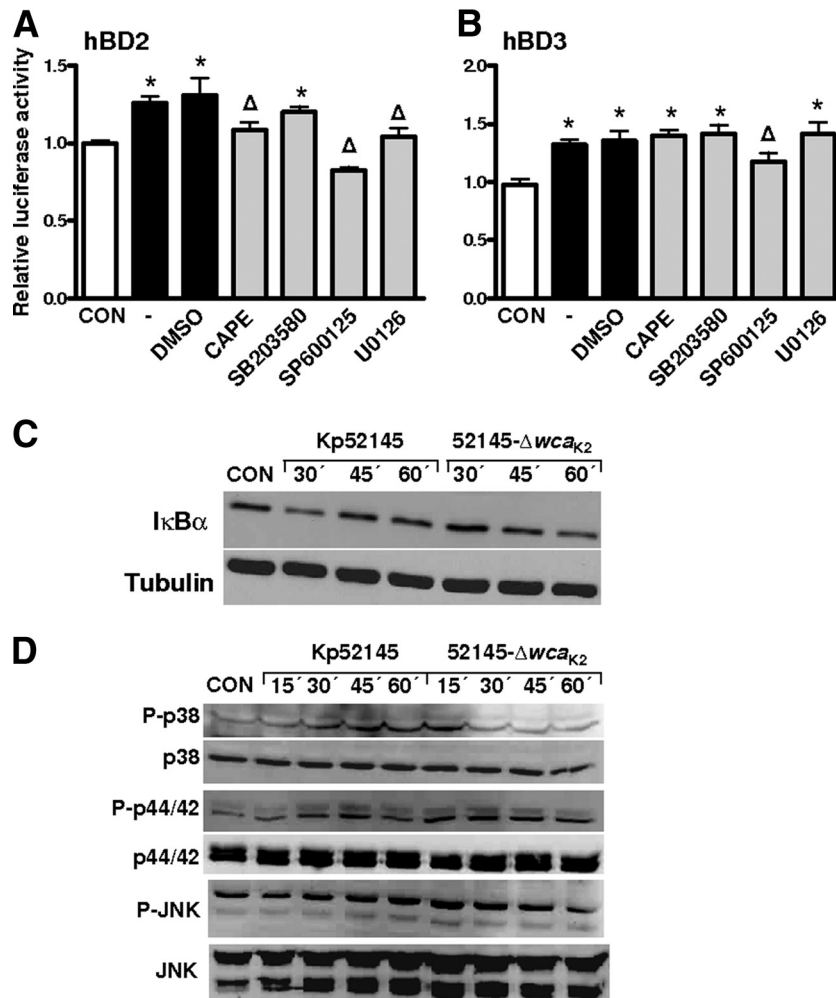 A
hBD2
Relative luciferase activity
1.5
1.0
0.5
0.0
* * Δ * Δ Δ
CON - DMSO CAPE SB203580 SP600125 U0126
B
hBD3
2.0
1.5
1.0
0.5
0.0
* * * * Δ *
CON - DMSO CAPE SB203580 SP600125 U0126
C
Kp52145 52145-ΔwcaK2
CON 30´ 45´ 60´ 30´ 45´ 60´
IκBα
Tubulin
D
Kp52145 52145-ΔwcaK2
CON 15´ 30´ 45´ 60´ 15´ 30´ 45´ 60´
P-p38
p38
P-p44/42
p44/42
P-JNK
JNK